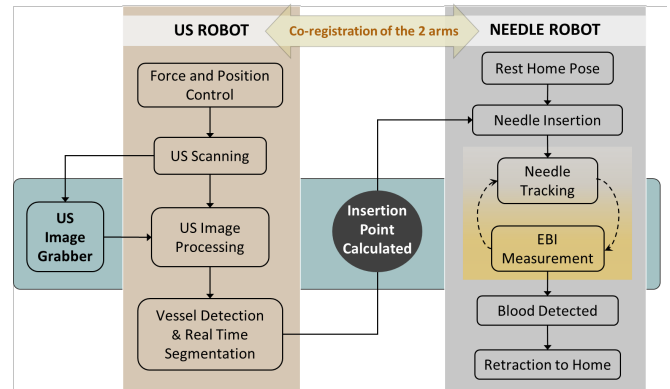 US ROBOT
Co-registration of the 2 arms
NEEDLE ROBOT
Force and Position
Control
US Scanning
US
Image
Grabber
US Image
Processing
Vessel Detection
& Real Time
Segmentation
Insertion
Point
Calculated
Rest Home Pose
Needle Insertion
Needle
Tracking
EBI
Measurement
Blood Detected
Retraction to Home